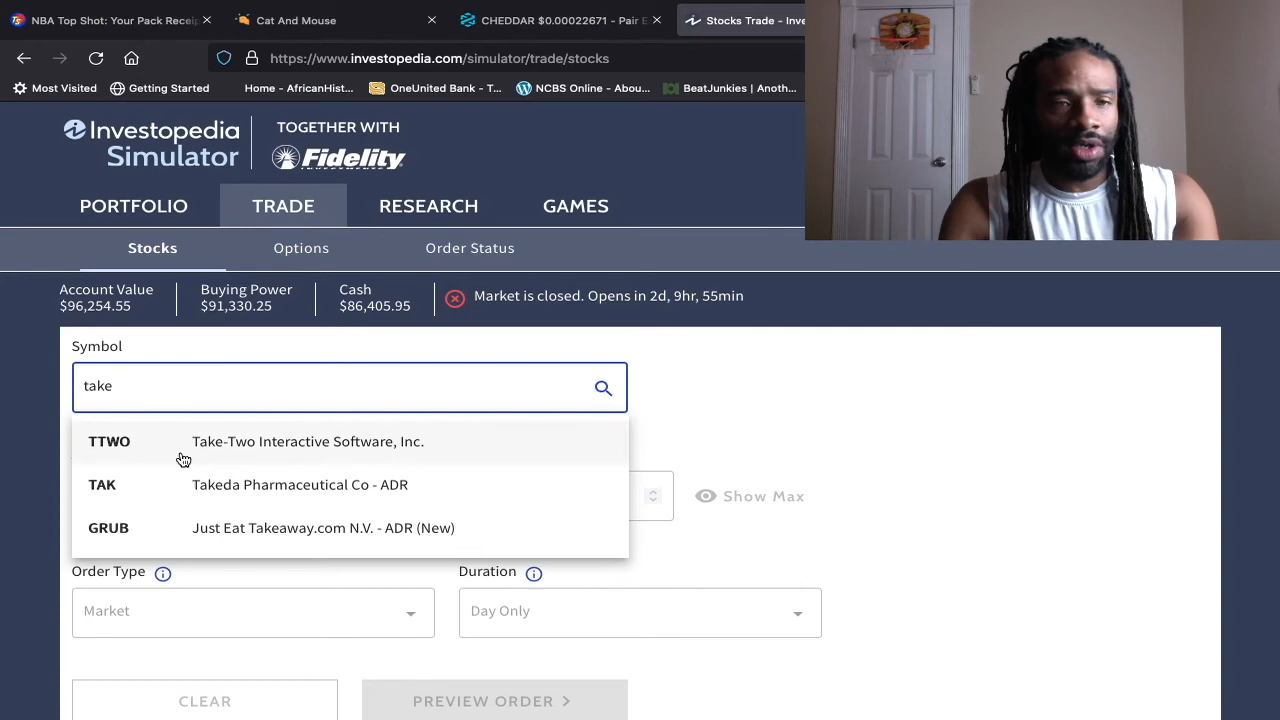 NBA Top Shot: Your Pack Receip
Cat And Mouse
CHEDDAR $0.00022671 - Pair E
Stocks Trade - Inve
https://www.investopedia.com/simulator/trade/stocks
Most Visited
Getting Started
Home - AfricanHist...
OneUnited Bank - T...
NCBS Online - Abou...
BeatJunkies | Anoth...
Investopedia
Simulator
TOGETHER WITH
Fidelity
INVESTMENTS
PORTFOLIO
TRADE
RESEARCH
GAMES
Stocks
Options
Order Status
Account Value
$96,254.55
Buying Power
$91,330.25
Cash
$86,405.95
Market is closed. Opens in 2d, 9hr, 55min
Symbol
take
TTWO Take-Two Interactive Software, Inc.
TAK Takeda Pharmaceutical Co - ADR
GRUB Just Eat Takeaway.com N.V. - ADR (New)
Show Max
Order Type
Duration
Market
Day Only
CLEAR
PREVIEW ORDER >